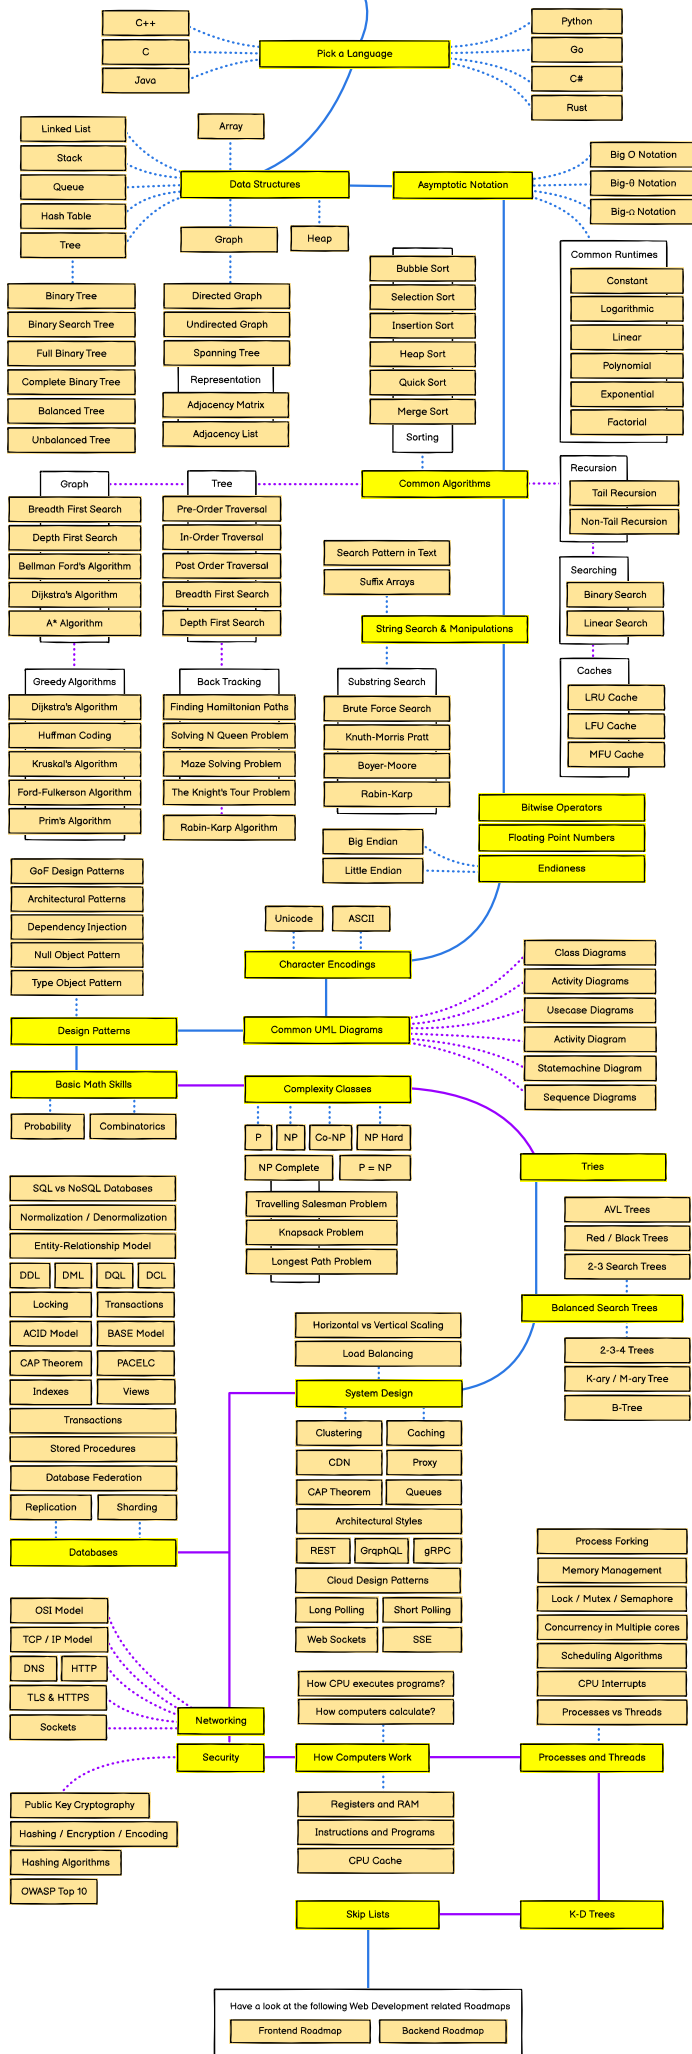 C++
C
Java
Pick a Language
Python
Go
C#
Rust
Linked List
Stack
Queue
Hash Table
Tree
Array
Data Structures
Graph
Heap
Asymptotic Notation
Big O Notation
Big-θ Notation
Big-Ω Notation
Common Runtimes
Constant
Logarithmic
Linear
Polynomial
Exponential
Factorial
Binary Tree
Binary Search Tree
Full Binary Tree
Complete Binary Tree
Balanced Tree
Unbalanced Tree
Directed Graph
Undirected Graph
Spanning Tree
Representation
Adjacency Matrix
Adjacency List
Bubble Sort
Selection Sort
Insertion Sort
Heap Sort
Quick Sort
Merge Sort
Sorting
Common Algorithms
Graph
Breadth First Search
Depth First Search
Bellman Ford's Algorithm
Dijkstra's Algorithm
A* Algorithm
Tree
Pre-Order Traversal
In-Order Traversal
Post Order Traversal
Breadth First Search
Depth First Search
Recursion
Tail Recursion
Non-Tail Recursion
Searching
Binary Search
Linear Search
Caches
LRU Cache
LFU Cache
MFU Cache
Search Pattern in Text
Suffix Arrays
String Search & Manipulations
Substring Search
Brute Force Search
Knuth-Morris Pratt
Boyer-Moore
Rabin-Karp
Greedy Algorithms
Dijkstra's Algorithm
Huffman Coding
Kruskal's Algorithm
Ford-Fulkerson Algorithm
Prim's Algorithm
Back Tracking
Finding Hamiltonian Paths
Solving N Queen Problem
Maze Solving Problem
The Knight's Tour Problem
Rabin-Karp Algorithm
Bitwise Operators
Floating Point Numbers
Endianess
Big Endian
Little Endian
Unicode
ASCII
Character Encodings
GoF Design Patterns
Architectural Patterns
Dependency Injection
Null Object Pattern
Type Object Pattern
Design Patterns
Common UML Diagrams
Class Diagrams
Activity Diagrams
Usecase Diagrams
Activity Diagram
Statemachine Diagram
Sequence Diagrams
Basic Math Skills
Probability
Combinatorics
Complexity Classes
P
NP
Co-NP
NP Hard
NP Complete
P = NP
Travelling Salesman Problem
Knapsack Problem
Longest Path Problem
Tries
AVL Trees
Red / Black Trees
2-3 Search Trees
Balanced Search Trees
2-3-4 Trees
K-ary / M-ary Tree
B-Tree
SQL vs NoSQL Databases
Normalization / Denormalization
Entity-Relationship Model
DDL
DML
DQL
DCL
Locking
Transactions
ACID Model
BASE Model
CAP Theorem
PACELC
Indexes
Views
Transactions
Stored Procedures
Database Federation
Replication
Sharding
Databases
Horizontal vs Vertical Scaling
Load Balancing
System Design
Clustering
Caching
CDN
Proxy
CAP Theorem
Queues
Architectural Styles
REST
GrqphQL
gRPC
Cloud Design Patterns
Long Polling
Short Polling
Web Sockets
SSE
OSI Model
TCP / IP Model
DNS
HTTP
TLS & HTTPS
Sockets
Networking
Security
Public Key Cryptography
Hashing / Encryption / Encoding
Hashing Algorithms
OWASP Top 10
How CPU executes programs?
How computers calculate?
How Computers Work
Registers and RAM
Instructions and Programs
CPU Cache
Process Forking
Memory Management
Lock / Mutex / Semaphore
Concurrency in Multiple cores
Scheduling Algorithms
CPU Interrupts
Processes vs Threads
Processes and Threads
K-D Trees
Skip Lists
Have a look at the following Web Development related Roadmaps
Frontend Roadmap
Backend Roadmap